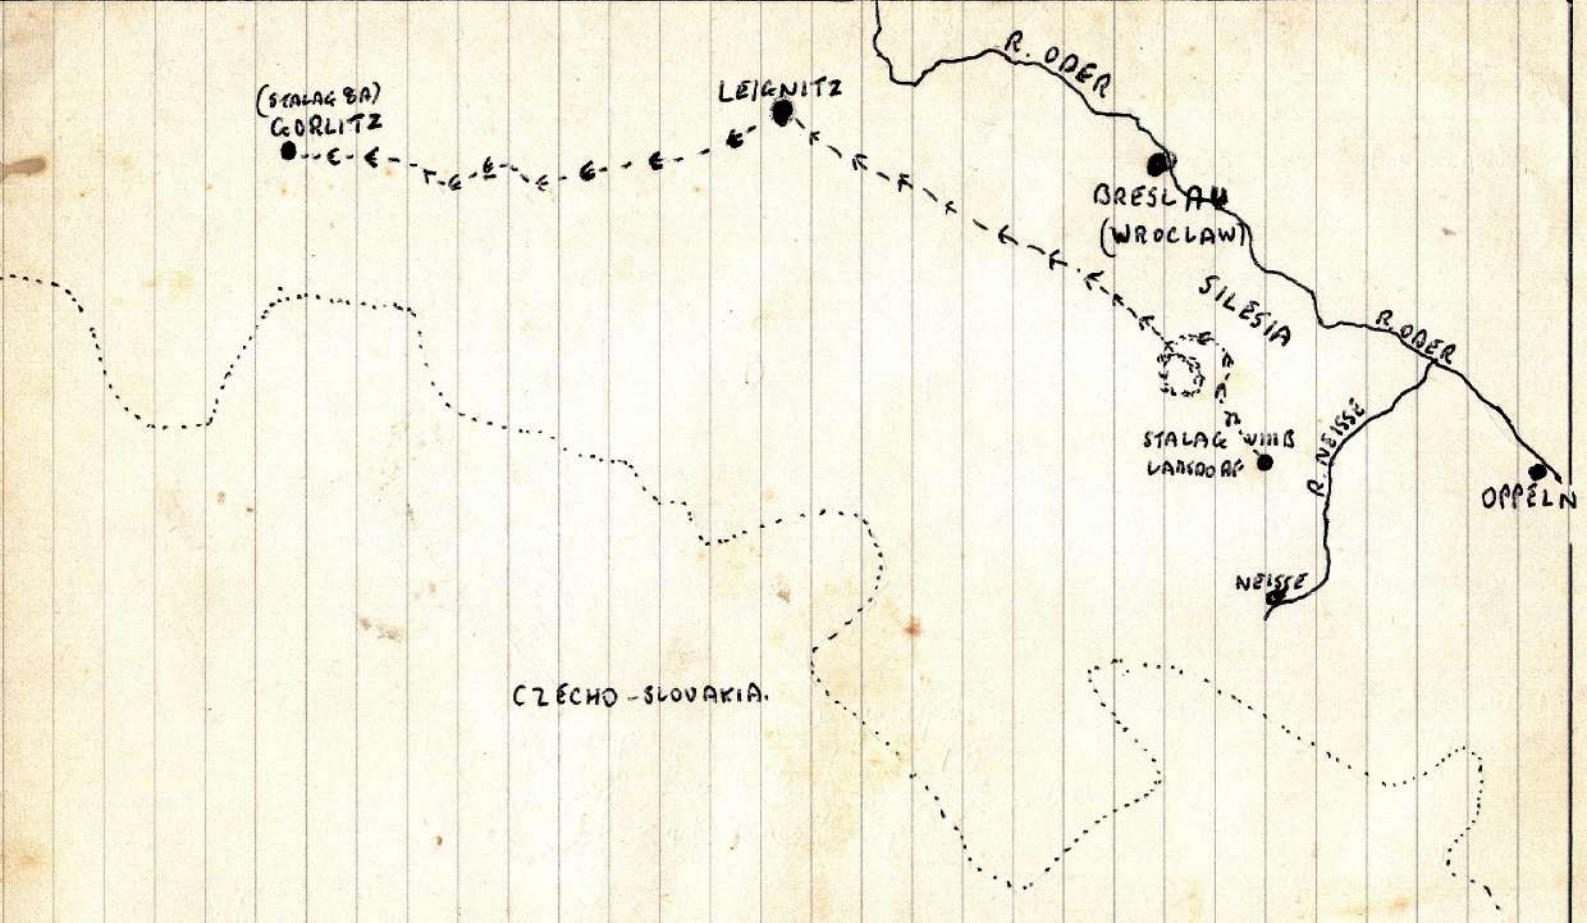 R. ODER
(STALAG 8A)
GORLITZ
LEIGNITZ
BRESLAU
(WROCLAW)
SILESIA
R. ODER
STALAG VIIIB
LAMSDORF
R. NEISSE
OPPELN
NEISSE
CZECHO-SLOVAKIA.